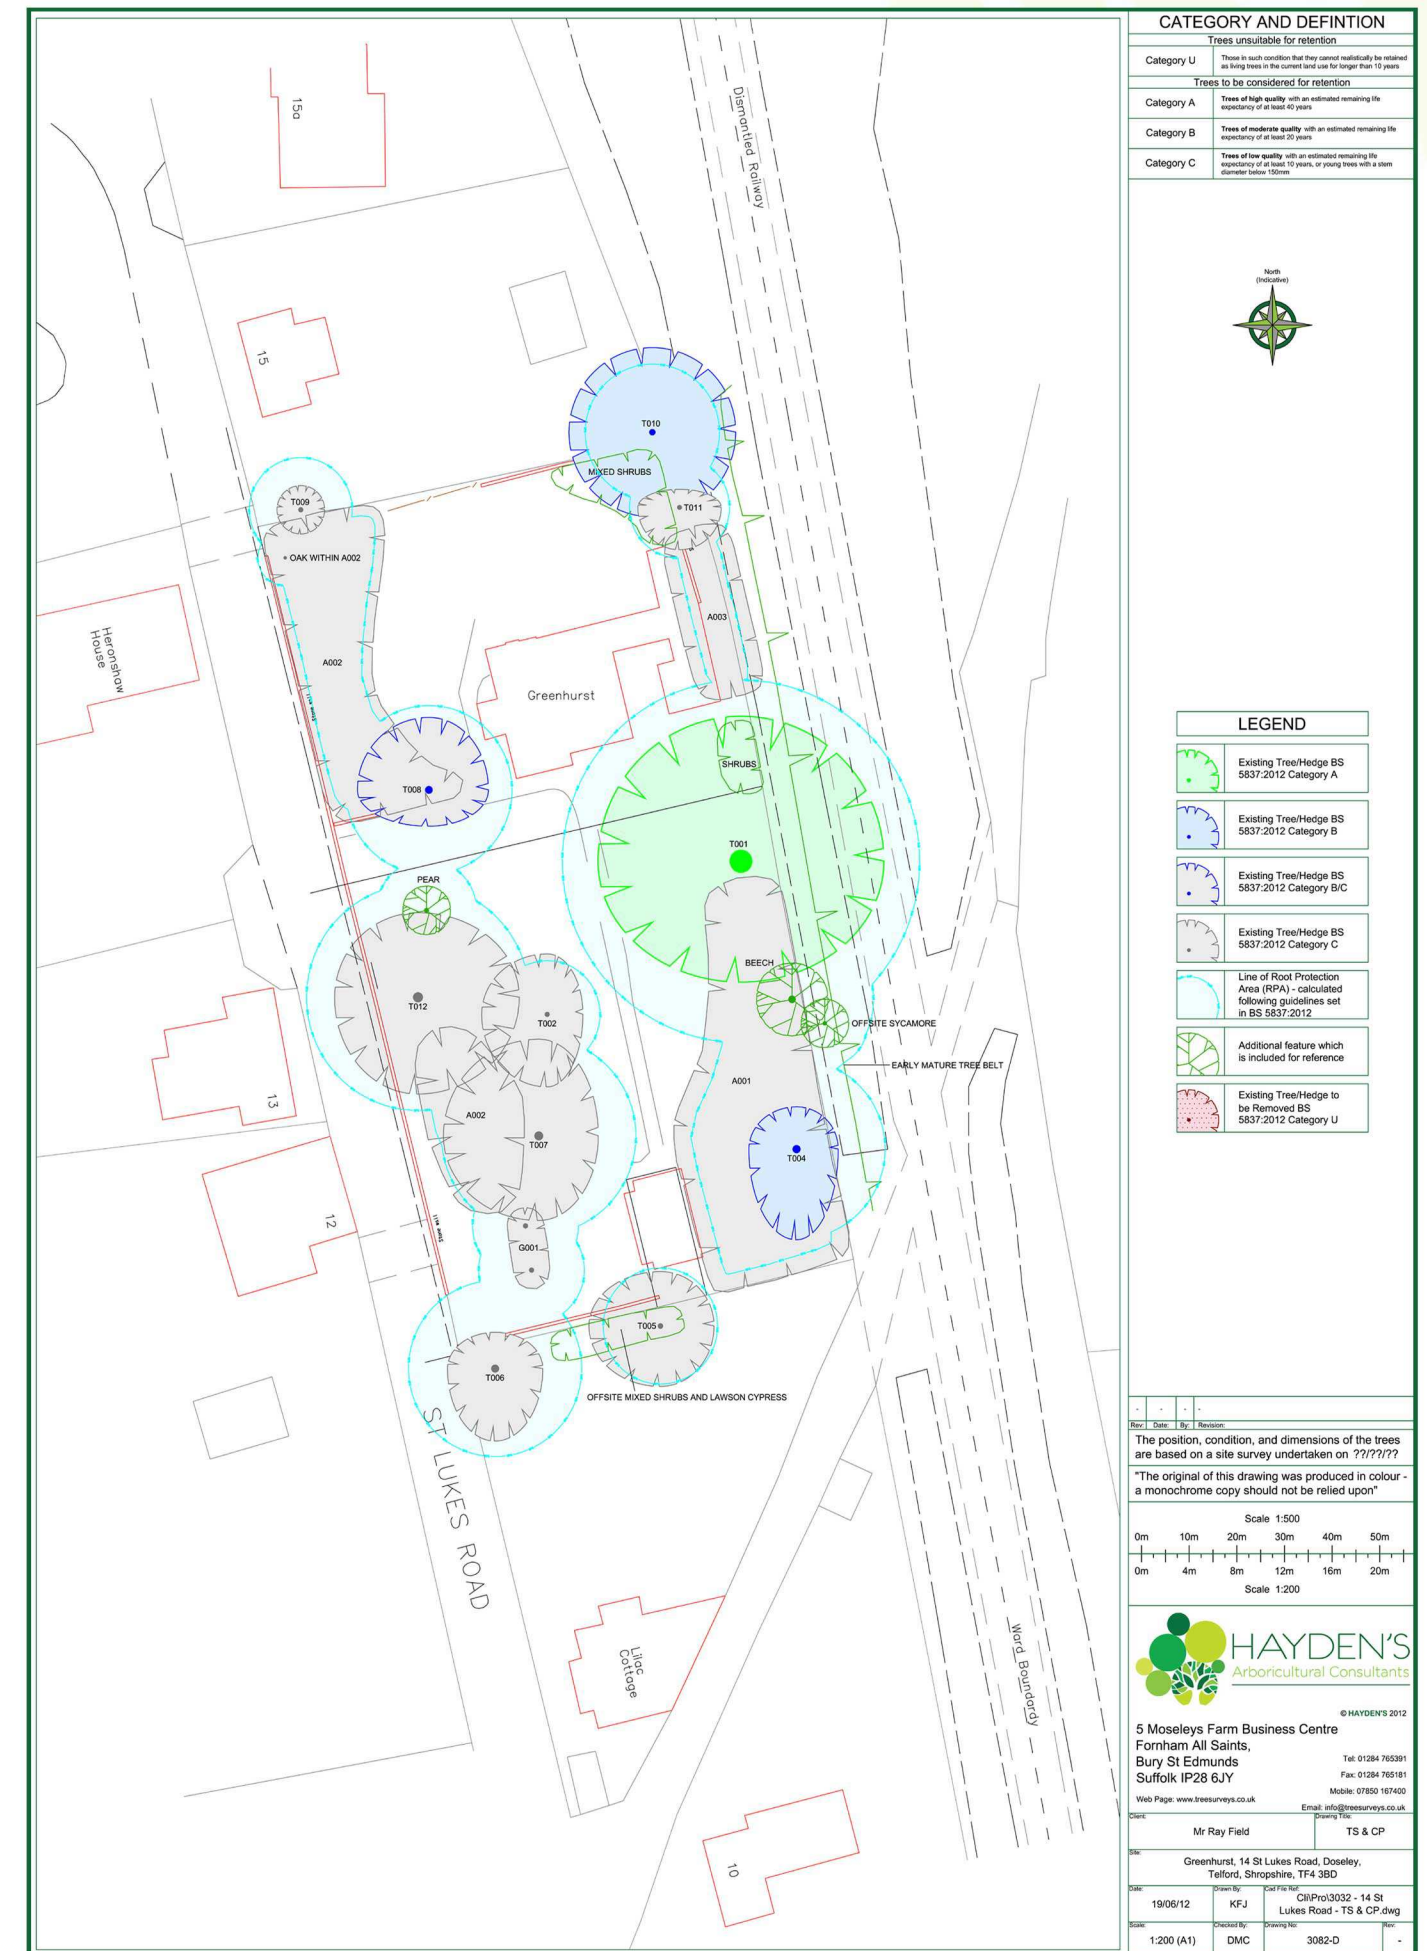 CATEGORY AND DEFINTION
Trees unsuitable for retention
Category U
Those in such condition that they cannot realistically be retained
as living trees in the current land use for longer than 10 years
Trees to be considered for retention
Category A
Trees of high quality with an estimated remaining life
expectancy of at least 40 years
Category B
Trees of moderate quality with an estimated remaining life
expectancy of at least 20 years
Category C
Trees of low quality with an estimated remaining life
expectancy of at least 10 years, or young trees with a stem
diameter below 150mm
North
(Indicative)
15a
Dismantled Railway
15
T010
MIXED SHRUBS
T009
T011
OAK WITHIN A002
A003
Heronshaw
House
A002
Stone wall
Greenhurst
SHRUBS
T008
T001
PEAR
BEECH
T012
T002
OFFSITE SYCAMORE
EARLY MATURE TREE BELT
A001
13
A002
T007
T004
12
Stone wall
G001
T005
T006
OFFSITE MIXED SHRUBS AND LAWSON CYPRESS
ST LUKES ROAD
Lilac
Cottage
Ward Boundardy
10
LEGEND
Existing Tree/Hedge BS
5837:2012 Category A
Existing Tree/Hedge BS
5837:2012 Category B
Existing Tree/Hedge BS
5837:2012 Category B/C
Existing Tree/Hedge BS
5837:2012 Category C
Line of Root Protection
Area (RPA) - calculated
following guidelines set
in BS 5837:2012
Additional feature which
is included for reference
Existing Tree/Hedge to
be Removed BS
5837:2012 Category U
- - - -
Rev: Date: By: Revision:
The position, condition, and dimensions of the trees
are based on a site survey undertaken on ??/??/??
"The original of this drawing was produced in colour -
a monochrome copy should not be relied upon"
Scale 1:500
0m 10m 20m 30m 40m 50m
0m 4m 8m 12m 16m 20m
Scale 1:200
HAYDEN'S
Arboricultural Consultants
© HAYDEN'S 2012
5 Moseleys Farm Business Centre
Fornham All Saints,
Bury St Edmunds
Suffolk IP28 6JY
Tel: 01284 765391
Fax: 01284 765181
Mobile: 07850 167400
Web Page: www.treesurveys.co.uk
Email: info@treesurveys.co.uk
Client:
Mr Ray Field
Drawing Title:
TS & CP
Site:
Greenhurst, 14 St Lukes Road, Doseley,
Telford, Shropshire, TF4 3BD
Date:
19/06/12
Drawn By:
KFJ
Cad File Ref:
Cli\Pro\3032 - 14 St
Lukes Road - TS & CP.dwg
Scale:
1:200 (A1)
Checked By:
DMC
Drawing No:
3082-D
Rev:
-